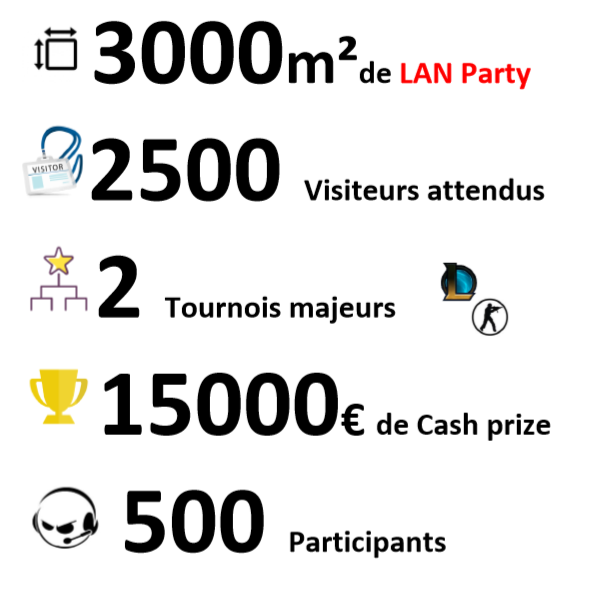 3000m² de LAN Party
VISITOR
2500 Visiteurs attendus
2 Tournois majeurs
15000€ de Cash prize
500 Participants